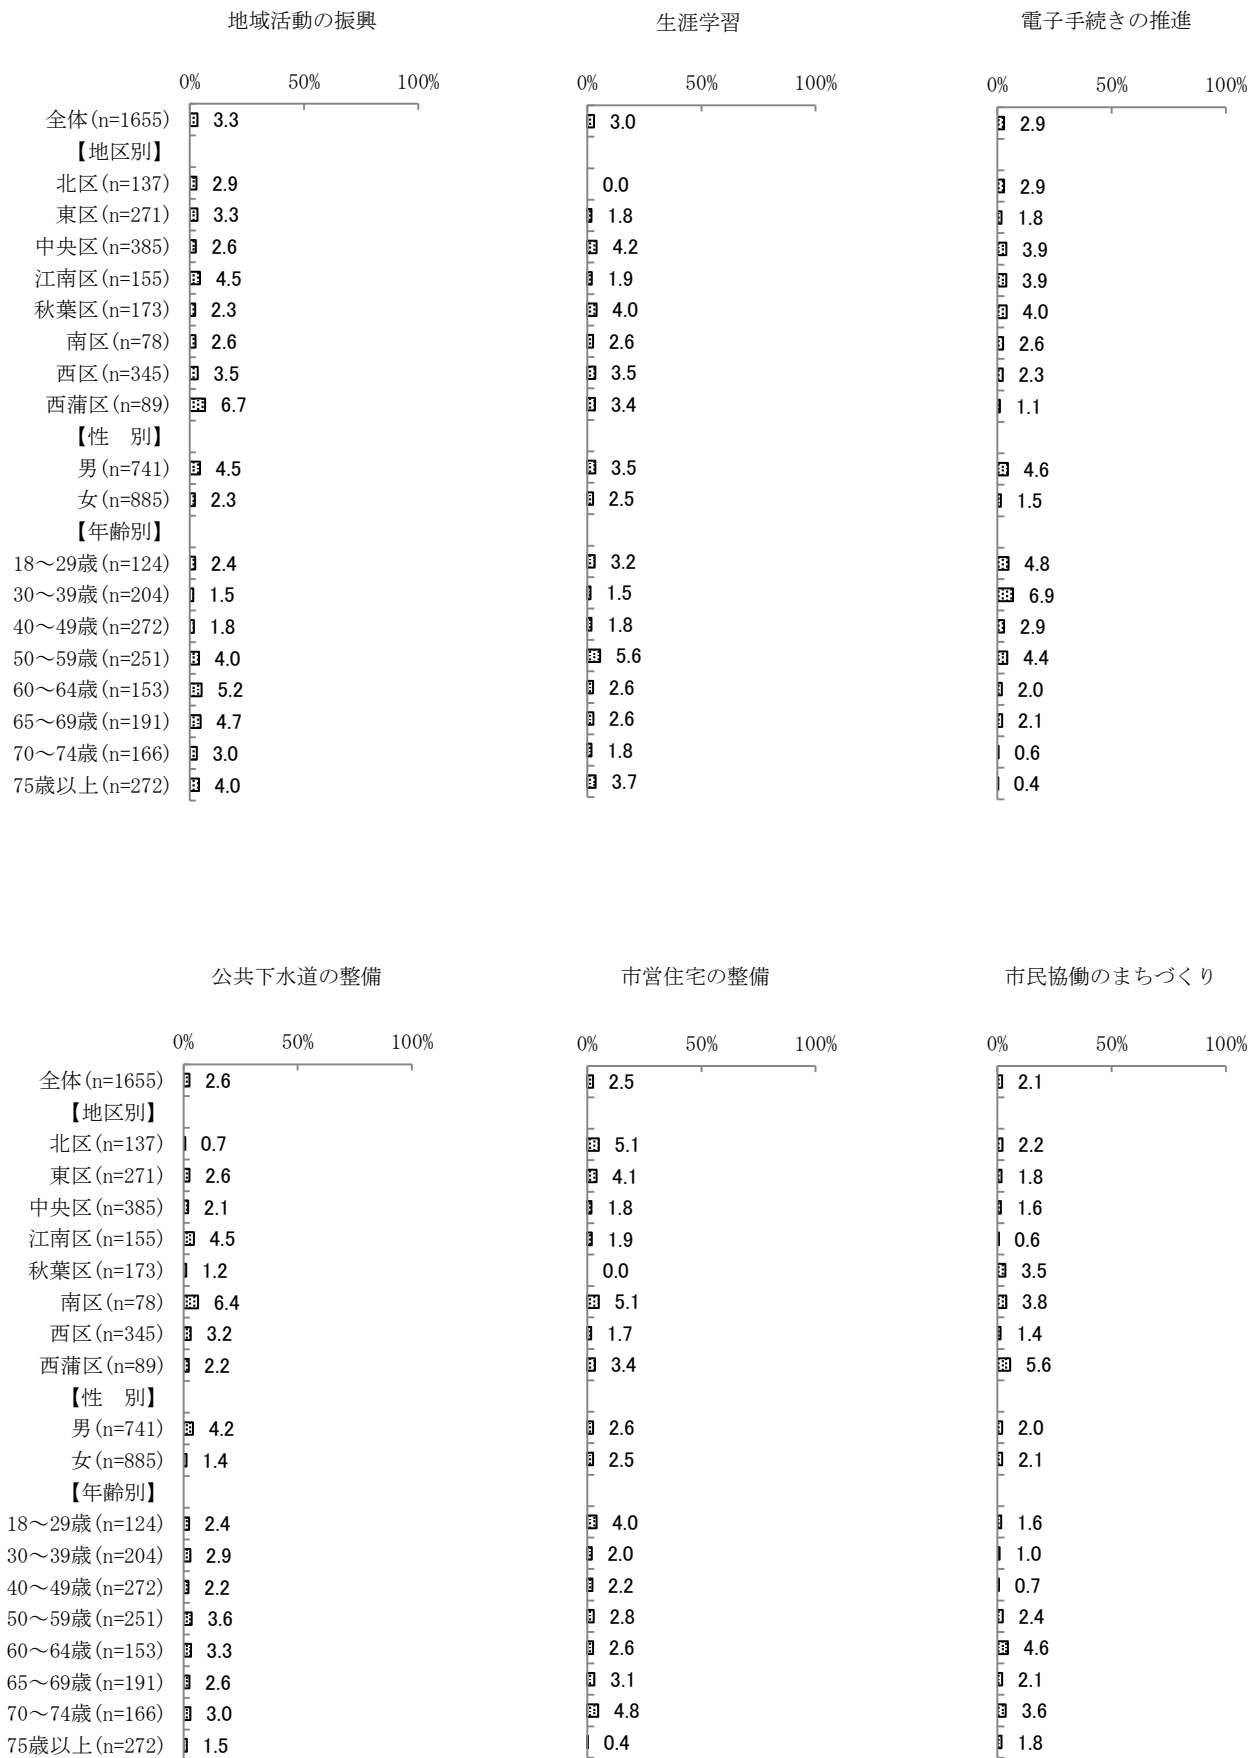 地域活動の振興 生涯学習 電子手続きの推進
0% 50% 100% 0% 50% 100% 0% 50% 100%
全体(n=1655) 3.3 3.0 2.9
【地区別】
北区(n=137) 2.9 0.0 2.9
東区(n=271) 3.3 1.8 1.8
中央区(n=385) 2.6 4.2 3.9
江南区(n=155) 4.5 1.9 3.9
秋葉区(n=173) 2.3 4.0 4.0
南区(n=78) 2.6 2.6 2.6
西区(n=345) 3.5 3.5 2.3
西蒲区(n=89) 6.7 3.4 1.1
【性　別】
男(n=741) 4.5 3.5 4.6
女(n=885) 2.3 2.5 1.5
【年齢別】
18～29歳(n=124) 2.4 3.2 4.8
30～39歳(n=204) 1.5 1.5 6.9
40～49歳(n=272) 1.8 1.8 2.9
50～59歳(n=251) 4.0 5.6 4.4
60～64歳(n=153) 5.2 2.6 2.0
65～69歳(n=191) 4.7 2.6 2.1
70～74歳(n=166) 3.0 1.8 0.6
75歳以上(n=272) 4.0 3.7 0.4
公共下水道の整備 市営住宅の整備 市民協働のまちづくり
0% 50% 100% 0% 50% 100% 0% 50% 100%
全体(n=1655) 2.6 2.5 2.1
【地区別】
北区(n=137) 0.7 5.1 2.2
東区(n=271) 2.6 4.1 1.8
中央区(n=385) 2.1 1.8 1.6
江南区(n=155) 4.5 1.9 0.6
秋葉区(n=173) 1.2 0.0 3.5
南区(n=78) 6.4 5.1 3.8
西区(n=345) 3.2 1.7 1.4
西蒲区(n=89) 2.2 3.4 5.6
【性　別】
男(n=741) 4.2 2.6 2.0
女(n=885) 1.4 2.5 2.1
【年齢別】
18～29歳(n=124) 2.4 4.0 1.6
30～39歳(n=204) 2.9 2.0 1.0
40～49歳(n=272) 2.2 2.2 0.7
50～59歳(n=251) 3.6 2.8 2.4
60～64歳(n=153) 3.3 2.6 4.6
65～69歳(n=191) 2.6 3.1 2.1
70～74歳(n=166) 3.0 4.8 3.6
75歳以上(n=272) 1.5 0.4 1.8